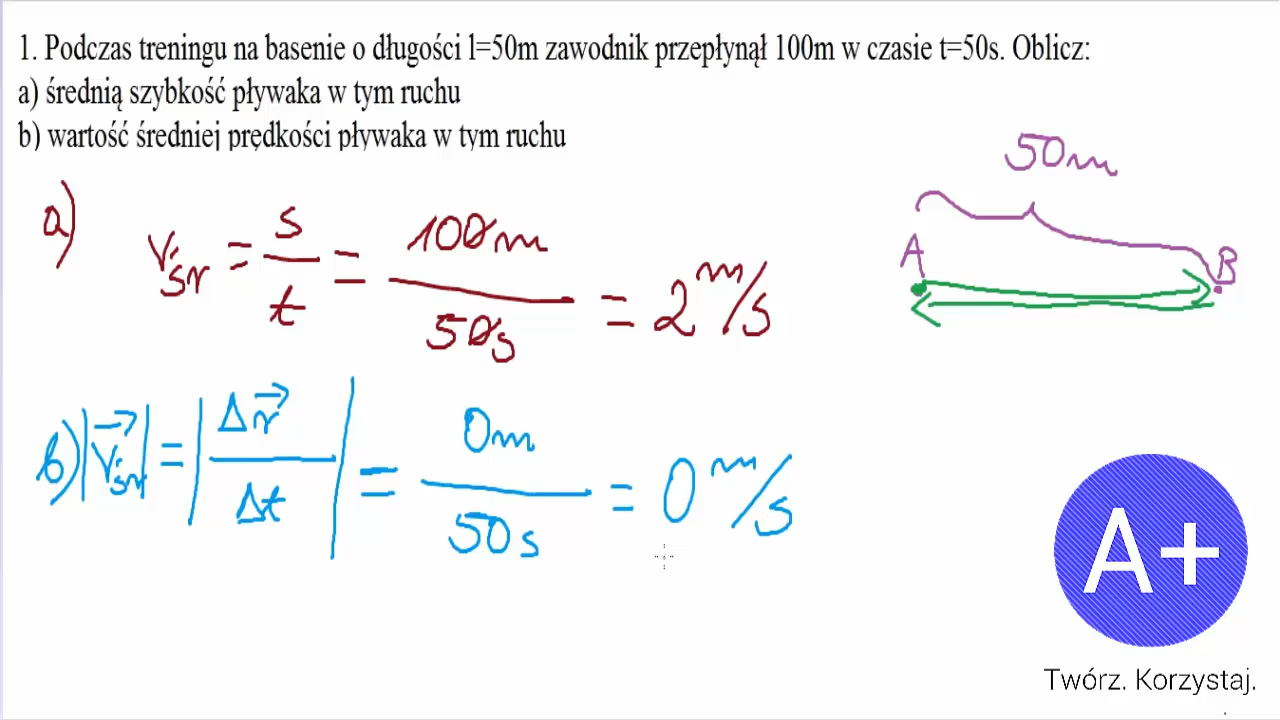 1. Podczas treningu na basenie o długości l=50m zawodnik przepłynął 100m w czasie t=50s. Oblicz:
a) średnią szybkość pływaka w tym ruchu
b) wartość średniej prędkości pływaka w tym ruchu
50m
A B
a) Vśr = s/t = 100m/50s = 2 m/s
b) |V⃗śr| = |Δr⃗/Δt| = 0m/50s = 0 m/s
A+
Twórz. Korzystaj.